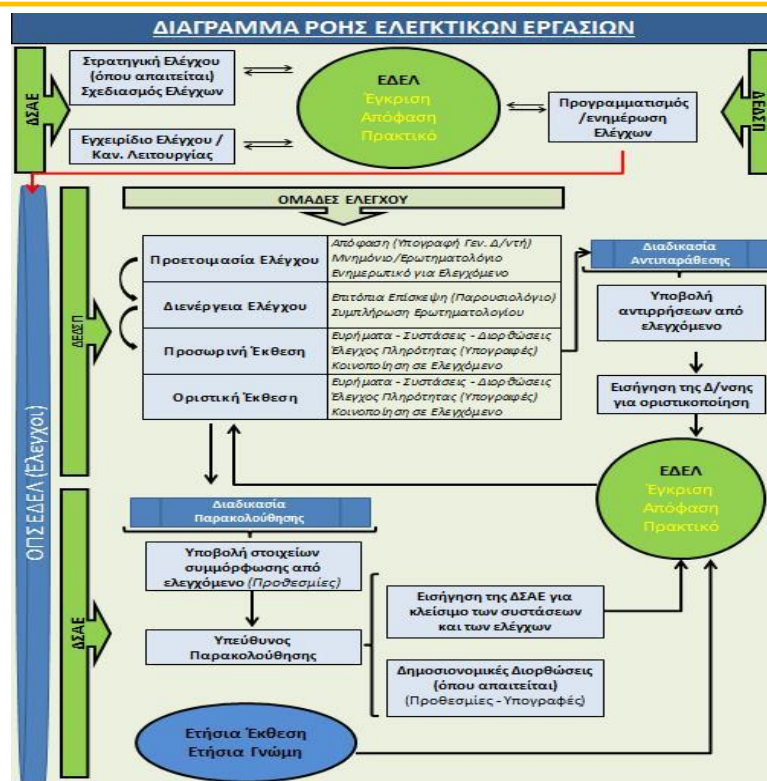 ΔΙΑΓΡΑΜΜΑ ΡΟΗΣ ΕΛΕΓΚΤΙΚΩΝ ΕΡΓΑΣΙΩΝ
ΔΣΑΕ
Στρατηγική Ελέγχου
(όπου απαιτείται)
Σχεδιασμός Ελέγχων
Εγχειρίδιο Ελέγχου /
Καν. Λειτουργίας
ΕΔΕΛ
Έγκριση
Απόφαση
Πρακτικό
Προγραμματισμός
/ενημέρωση
Ελέγχων
ΔΕΔΣΠ
ΟΠΣ ΕΔΕΛ (Έλεγχοι)
ΔΕΔΣΠ
ΟΜΑΔΕΣ ΕΛΕΓΧΟΥ
Προετοιμασία Ελέγχου
Απόφαση (Υπογραφή Γεν. Δ/ντή)
Μνημόνιο/Ερωτηματολόγιο
Ενημερωτικό για Ελεγχόμενο
Διενέργεια Ελέγχου
Επιτόπια Επίσκεψη (Παρουσιολόγιο)
Συμπλήρωση Ερωτηματολογίου
Προσωρινή Έκθεση
Ευρήματα - Συστάσεις - Διορθώσεις
Έλεγχος Πληρότητας (Υπογραφές)
Κοινοποίηση σε Ελεγχόμενο
Οριστική Έκθεση
Ευρήματα - Συστάσεις - Διορθώσεις
Έλεγχος Πληρότητας (Υπογραφές)
Κοινοποίηση σε Ελεγχόμενο
Διαδικασία
Αντιπαράθεσης
Υποβολή
αντιρρήσεων από
ελεγχόμενο
Εισήγηση της Δ/νσης
για οριστικοποίηση
ΕΔΕΛ
Έγκριση
Απόφαση
Πρακτικό
ΔΣΑΕ
Διαδικασία
Παρακολούθησης
Υποβολή στοιχείων
συμμόρφωσης από
ελεγχόμενο (Προθεσμίες)
Υπεύθυνος
Παρακολούθησης
Εισήγηση της ΔΣΑΕ για
κλείσιμο των συστάσεων
και των ελέγχων
Δημοσιονομικές Διορθώσεις
(όπου απαιτείται)
(Προθεσμίες - Υπογραφές)
Ετήσια Έκθεση
Ετήσια Γνώμη